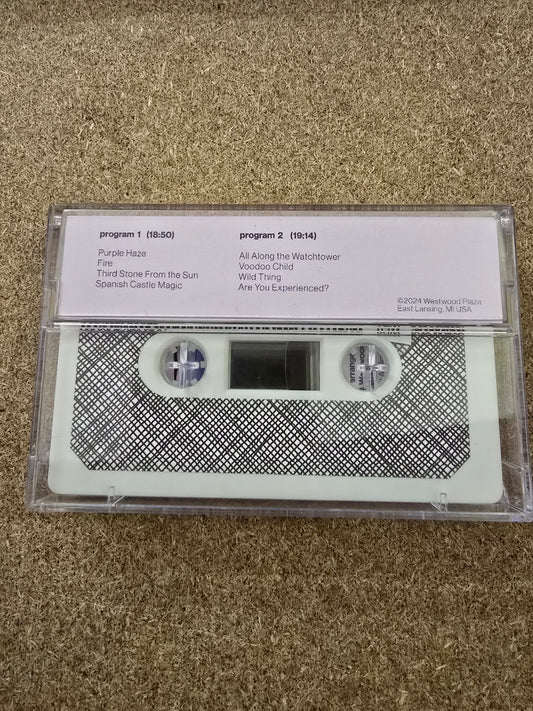 program 1 (18:50)
Purple Haze
Fire
Third Stone From the Sun
Spanish Castle Magic
program 2 (19:14)
All Along the Watchtower
Voodoo Child
Wild Thing
Are You Experienced?
©2024 Westwood Plaza
East Lansing, MI USA
arrange